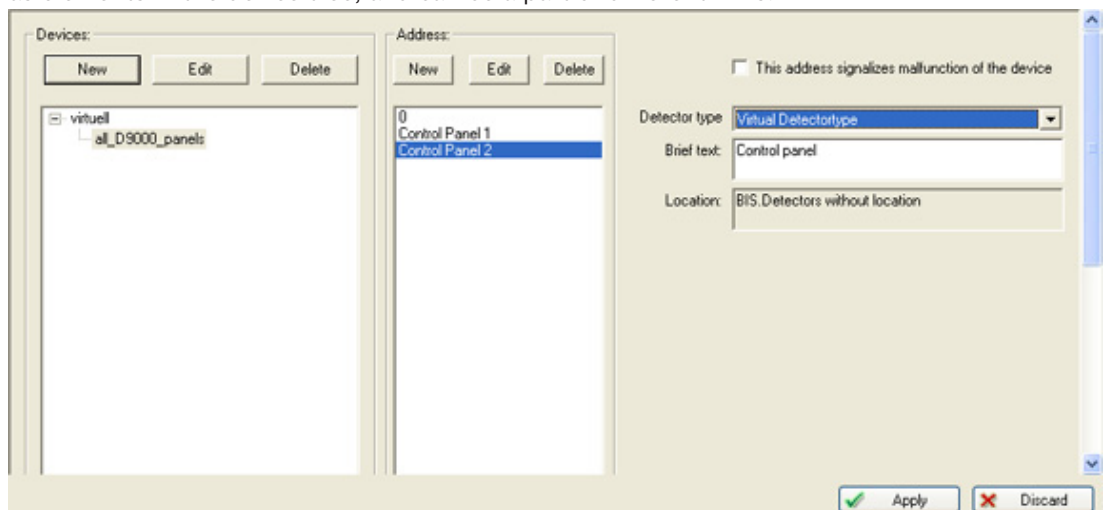 Devices:
New Edit Delete
virtuell
all_D9000_panels
Address:
New Edit Delete
0
Control Panel 1
Control Panel 2
This address signalizes malfunction of the device
Detector type Virtual Detectortype
Brief text: Control panel
Location: BIS.Detectors without location
Apply Discard